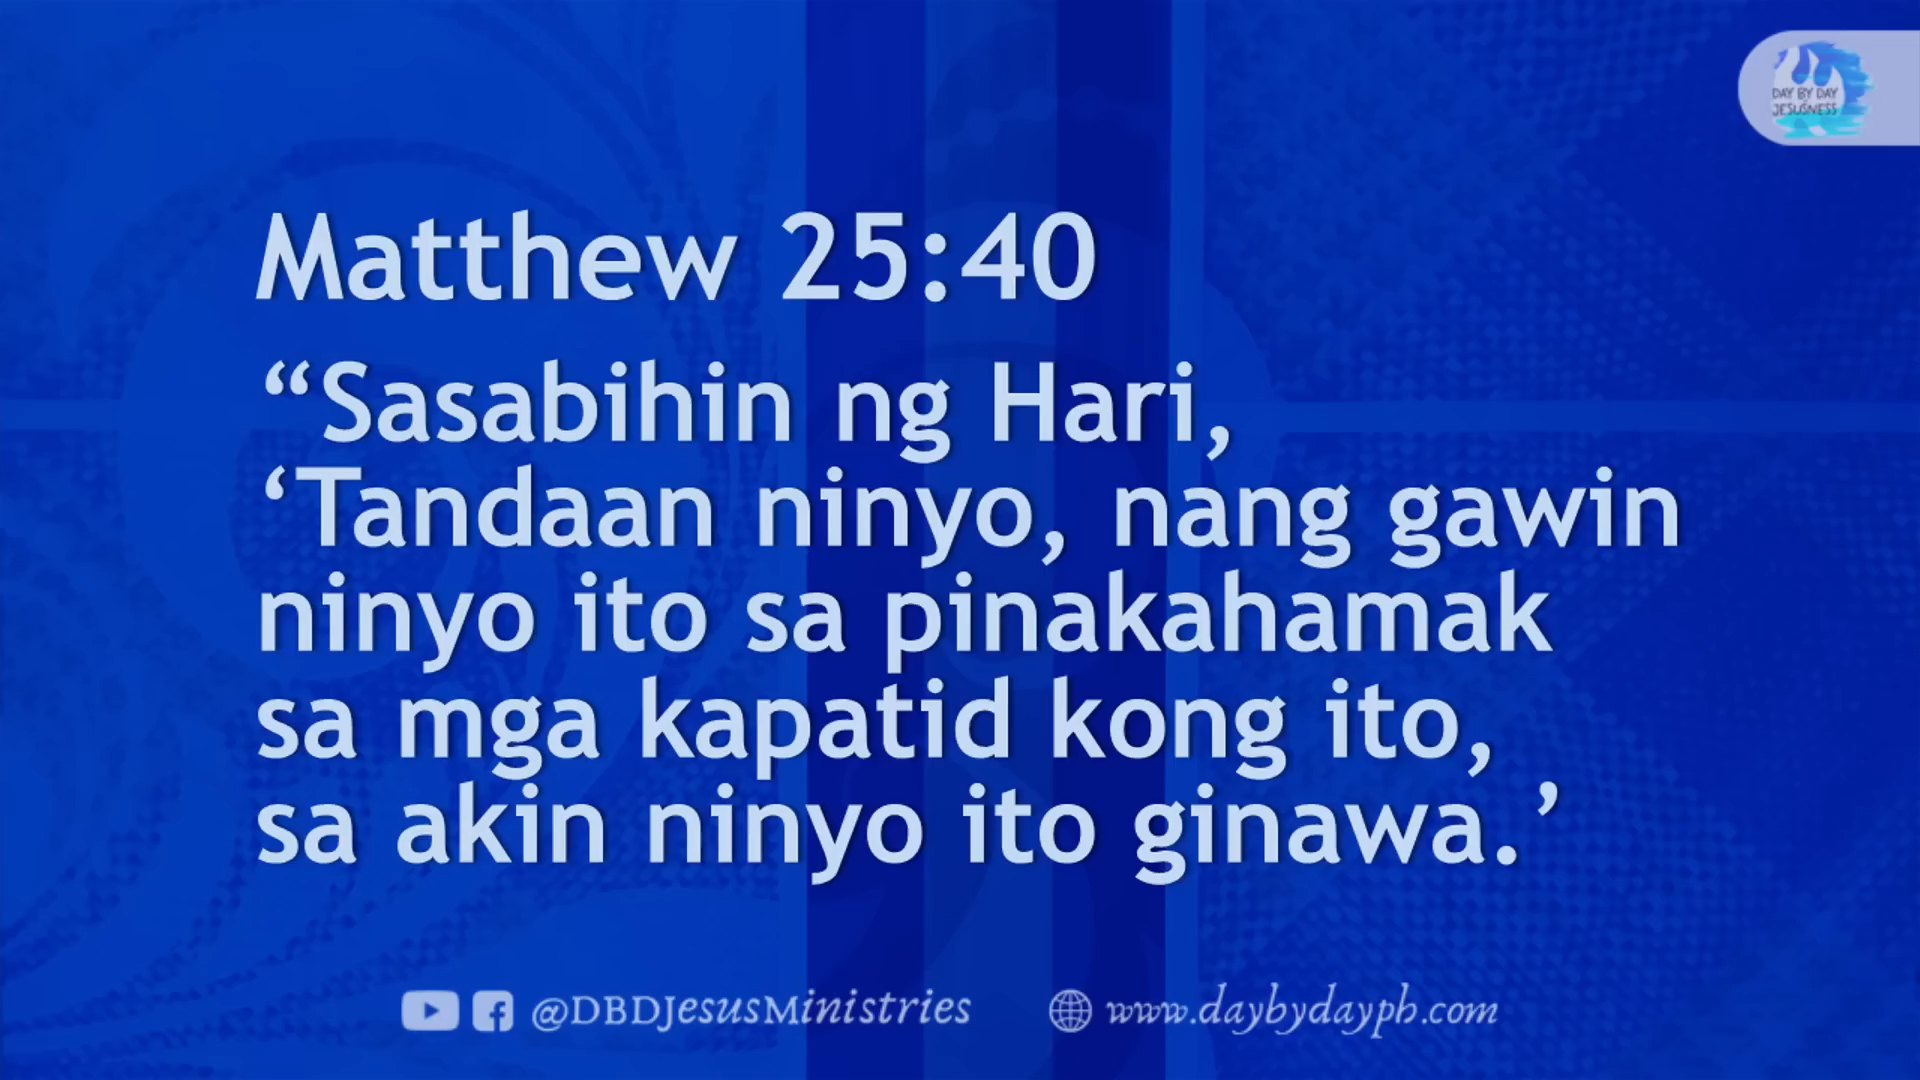 DAY BY DAY
JESUSNESS
Matthew 25:40
“Sasabihin ng Hari,
‘Tandaan ninyo, nang gawin
ninyo ito sa pinakahamak
sa mga kapatid kong ito,
sa akin ninyo ito ginawa.’
@DBDJesusMinistries
www.daybydayph.com